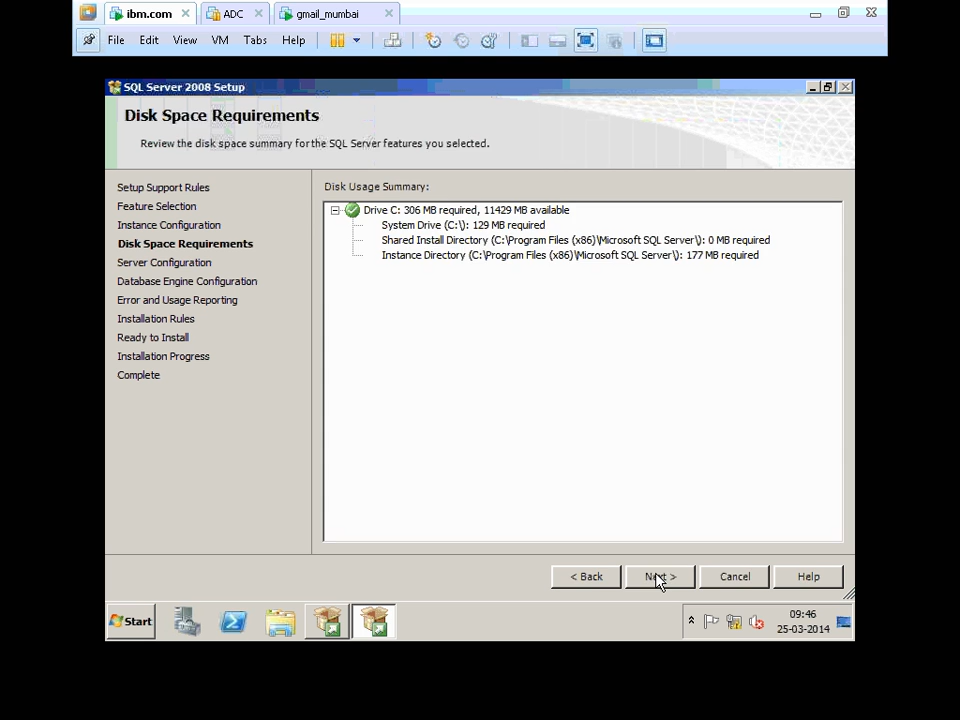 ibm.com ADC gmail_mumbai
File Edit View VM Tabs Help
SQL Server 2008 Setup
Disk Space Requirements
Review the disk space summary for the SQL Server features you selected.
Setup Support Rules
Feature Selection
Instance Configuration
Disk Space Requirements
Server Configuration
Database Engine Configuration
Error and Usage Reporting
Installation Rules
Ready to Install
Installation Progress
Complete
Disk Usage Summary:
Drive C: 306 MB required, 11429 MB available
System Drive (C:\): 129 MB required
Shared Install Directory (C:\Program Files (x86)\Microsoft SQL Server\): 0 MB required
Instance Directory (C:\Program Files (x86)\Microsoft SQL Server\): 177 MB required
< Back Next > Cancel Help
Start
09:46
25-03-2014